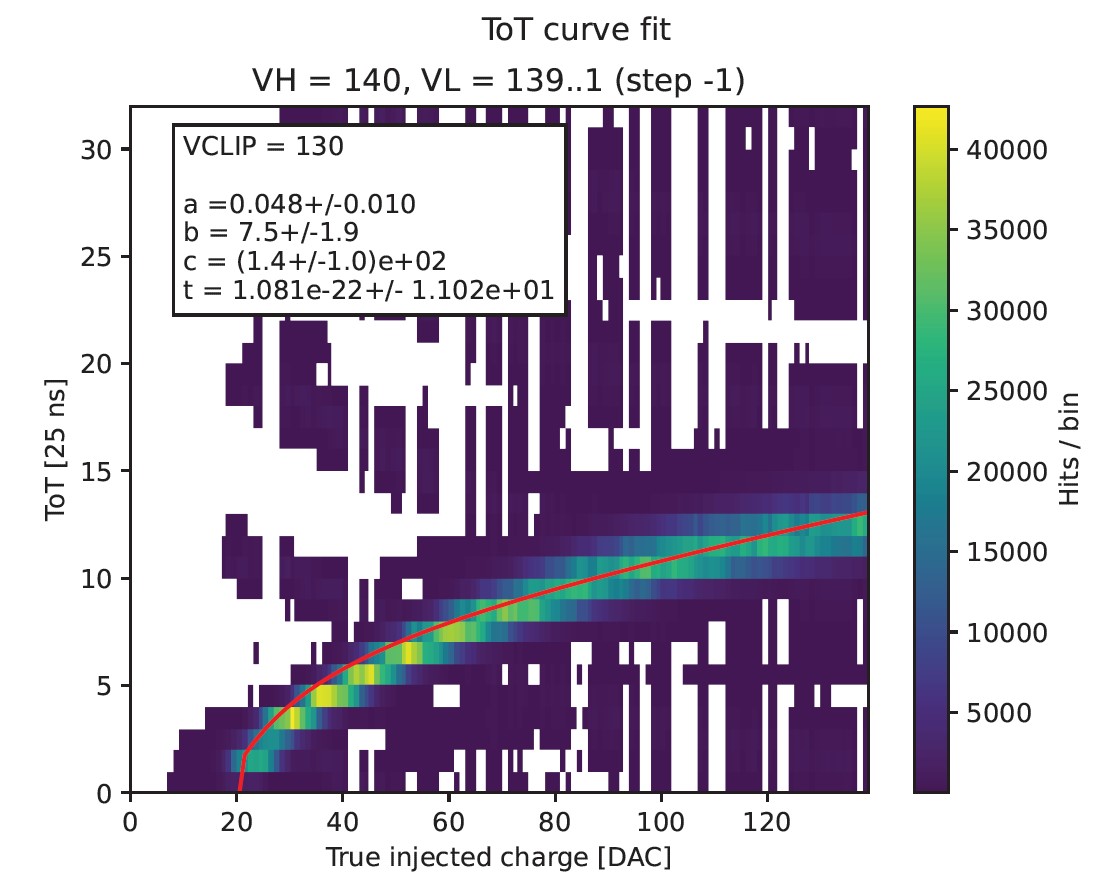 ToT curve fit
VH = 140, VL = 139..1 (step -1)
VCLIP = 130
a =0.048+/-0.010
b = 7.5+/-1.9
c = (1.4+/-1.0)e+02
t = 1.081e-22+/- 1.102e+01
ToT [25 ns]
30
25
20
15
10
5
0
0 20 40 60 80 100 120
True injected charge [DAC]
40000
35000
30000
25000
20000
15000
10000
5000
Hits / bin